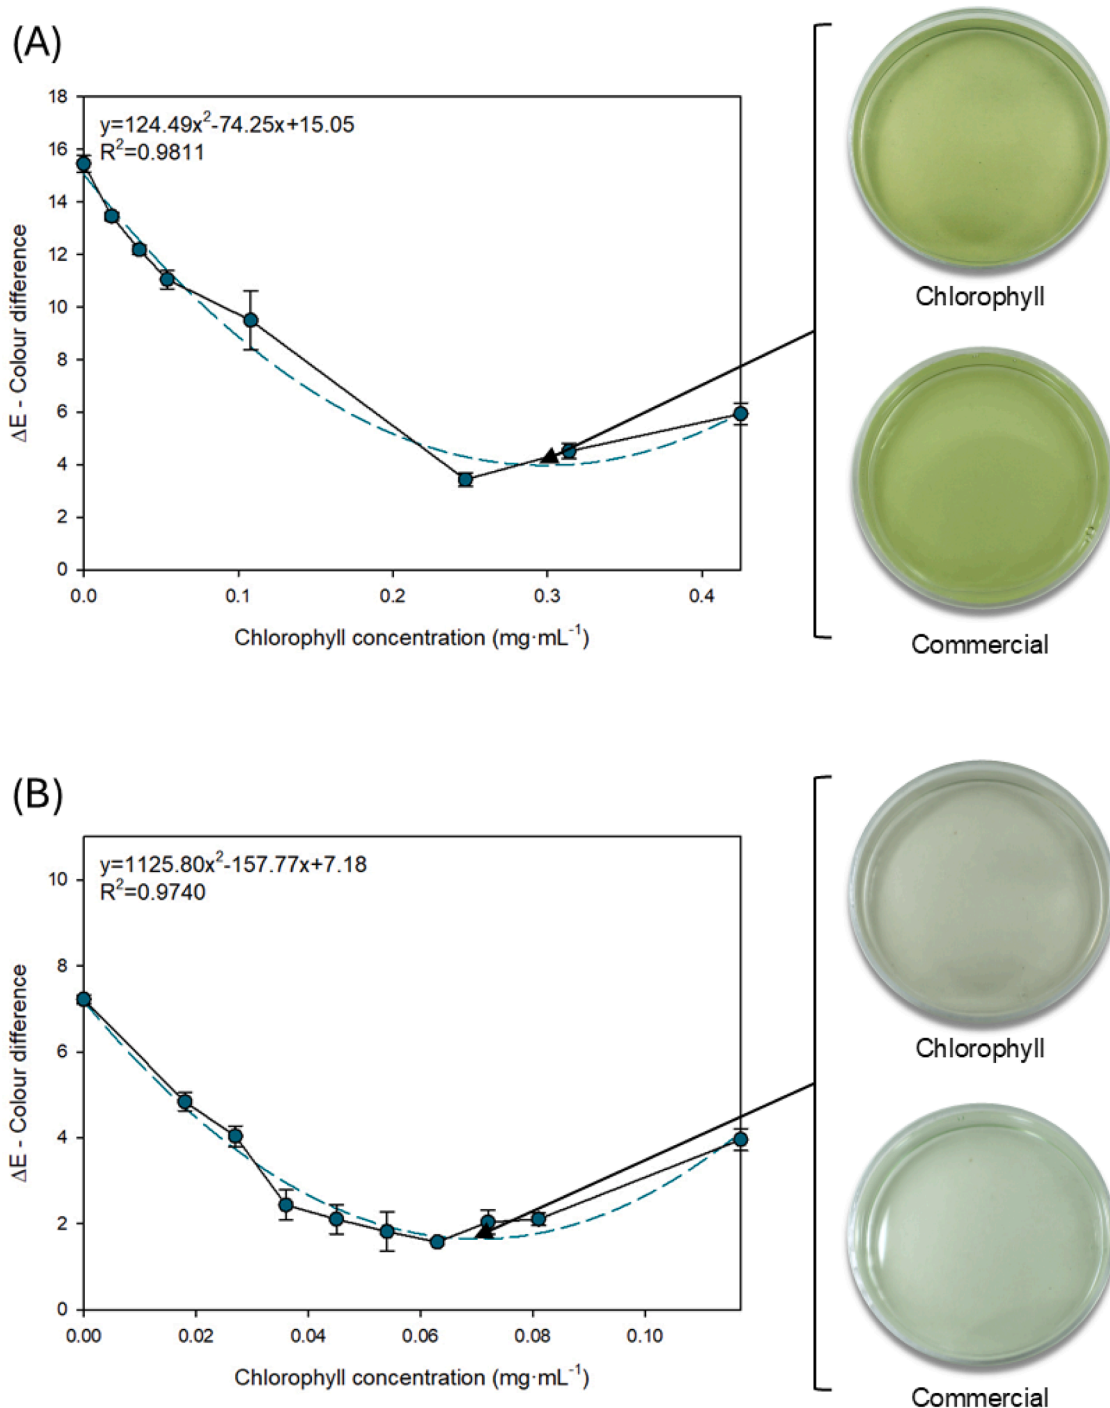 (A)
18
16
14
12
10
8
6
4
2
0
y=124.49x²-74.25x+15.05
R²=0.9811
ΔE - Colour difference
0.0 0.1 0.2 0.3 0.4
Chlorophyll concentration (mg·mL⁻¹)
Chlorophyll
Commercial
(B)
10
8
6
4
2
0
y=1125.80x²-157.77x+7.18
R²=0.9740
ΔE - Colour difference
0.00 0.02 0.04 0.06 0.08 0.10
Chlorophyll concentration (mg·mL⁻¹)
Chlorophyll
Commercial